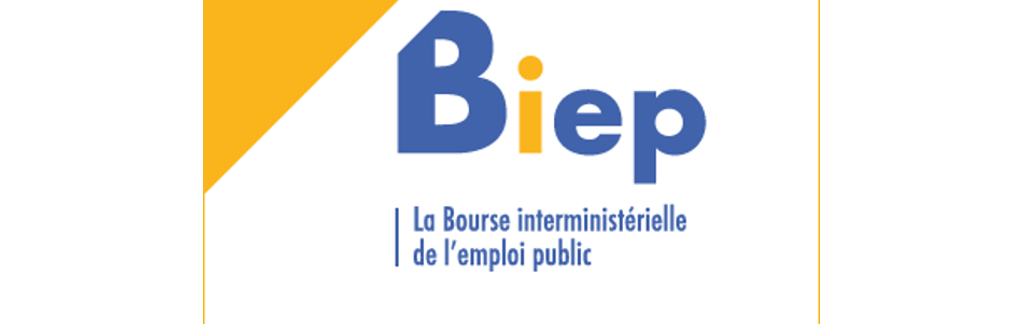 Biep
La Bourse interministérielle
de l'emploi public